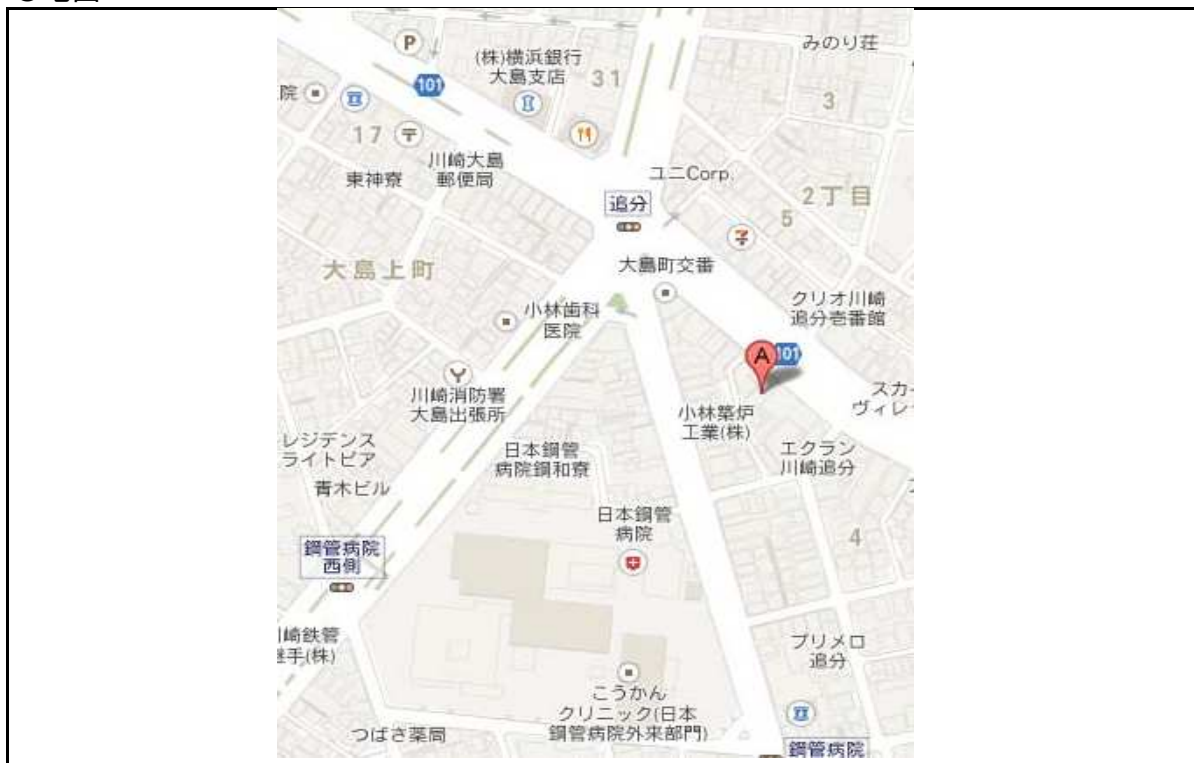 P
みのり荘
(株)横浜銀行
大島支店
31
101
院
3
17
川崎大島
郵便局
東神寮
ユニCorp.
追分
2丁目
5
大島町交番
大島上町
クリオ川崎
追分壱番館
小林歯科
医院
A
101
川崎消防署
大島出張所
スカ
ヴィレ
小林築炉
工業(株)
レジデンス
ライトピア
日本鋼管
病院鋼和寮
エクラン
川崎追分
青木ビル
日本鋼管
病院
4
鋼管病院
西側
川崎鉄管
継手(株)
プリメロ
追分
こうかん
クリニック(日本
鋼管病院外来部門)
つばさ薬局
鋼管病院